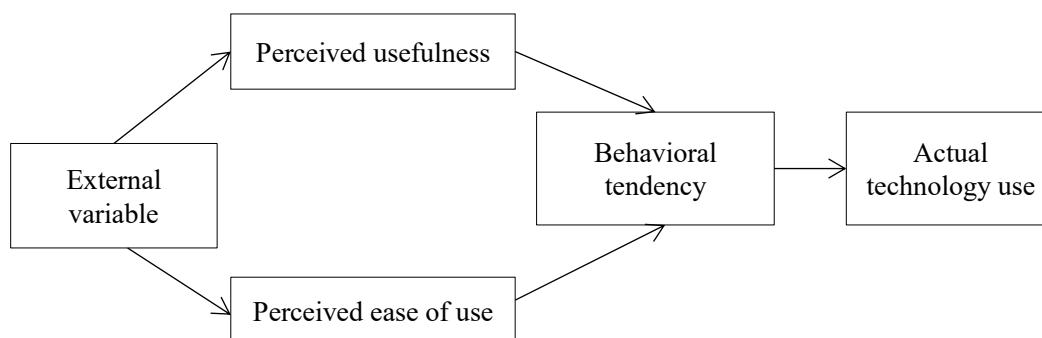 Perceived usefulness
External
variable
Behavioral
tendency
Actual
technology use
Perceived ease of use